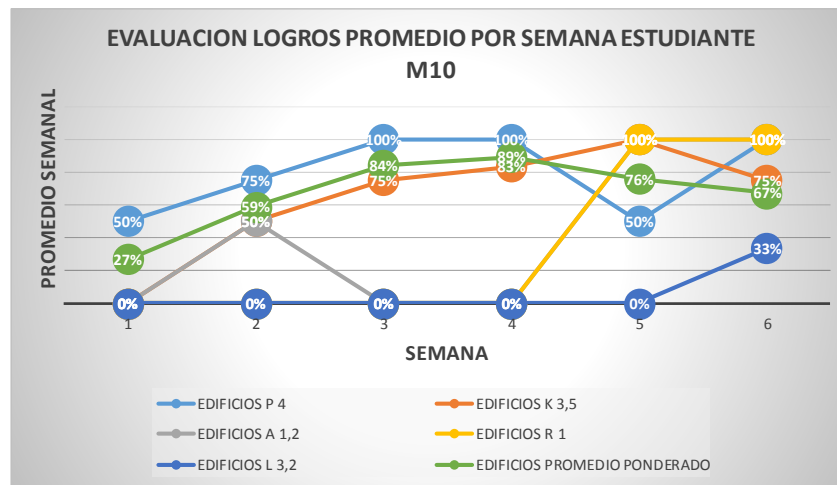 EVALUACION LOGROS PROMEDIO POR SEMANA ESTUDIANTE
M10
PROMEDIO SEMANAL
100% 100% 100% 100%
89%
84% 83%
75% 75% 76% 75%
67%
59%
50% 50% 50%
33%
27%
0% 0% 0% 0% 0%
1 2 3 4 5 6
SEMANA
EDIFICIOS P 4 EDIFICIOS K 3,5
EDIFICIOS A 1,2 EDIFICIOS R 1
EDIFICIOS L 3,2 EDIFICIOS PROMEDIO PONDERADO